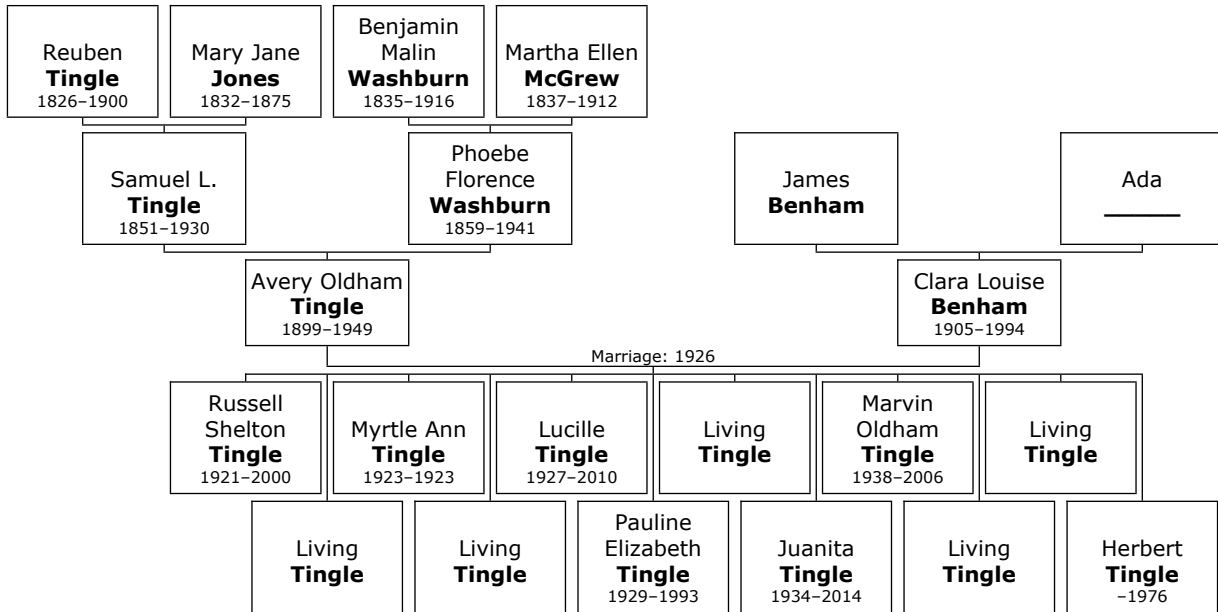 Reuben
Tingle
1826–1900
Mary Jane
Jones
1832–1875
Benjamin
Malin
Washburn
1835–1916
Martha Ellen
McGrew
1837–1912
Samuel L.
Tingle
1851–1930
Phoebe
Florence
Washburn
1859–1941
James
Benham
Ada
______
Avery Oldham
Tingle
1899–1949
Clara Louise
Benham
1905–1994
Marriage: 1926
Russell
Shelton
Tingle
1921–2000
Myrtle Ann
Tingle
1923–1923
Lucille
Tingle
1927–2010
Living
Tingle
Marvin
Oldham
Tingle
1938–2006
Living
Tingle
Living
Tingle
Living
Tingle
Pauline
Elizabeth
Tingle
1929–1993
Juanita
Tingle
1934–2014
Living
Tingle
Herbert
Tingle
–1976